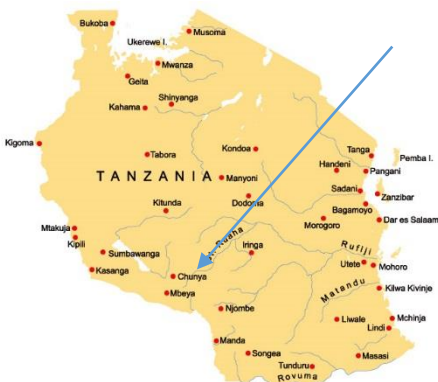 Bukoba
Musoma
Ukerewe I.
Mwanza
Geita
Shinyanga
Kahama
Kigoma
Tabora
Kondoa
Tanga
Pemba I.
Handeni
Pangani
TANZANIA
Manyoni
Sadani
Zanzibar
Kitunda
Dodoma
Bagamoyo
Morogoro
Dar es Salaam
Mtakuja
Kipili
Ruaha
Iringa
Rufiji
Sumbawanga
Utete
Mohoro
Kasanga
Chunya
Matandu
Kilwa Kivinje
Mbeya
Njombe
Liwale
Mchinja
Lindi
Manda
Songea
Masasi
Tunduru
Rovuma